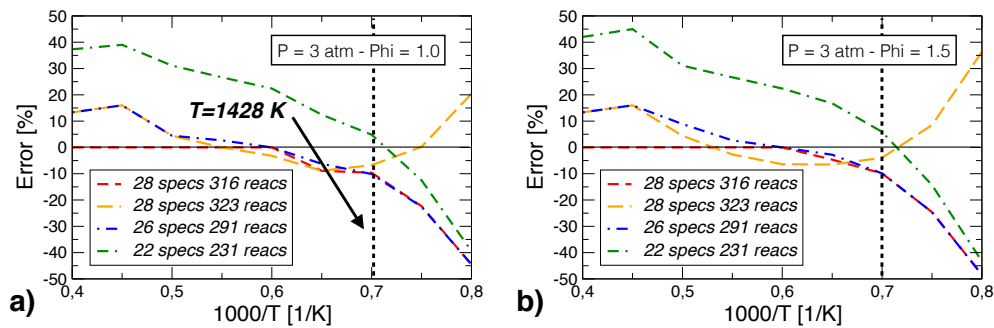 50
40
30
20
10
0
-10
-20
-30
-40
-50
Error [%]
P = 3 atm - Phi = 1.0
T=1428 K
28 specs 316 reacs
28 specs 323 reacs
26 specs 291 reacs
22 specs 231 reacs
0,4 0,5 0,6 0,7 0,8
1000/T [1/K]
a)
50
40
30
20
10
0
-10
-20
-30
-40
-50
Error [%]
P = 3 atm - Phi = 1.5
28 specs 316 reacs
28 specs 323 reacs
26 specs 291 reacs
22 specs 231 reacs
0,4 0,5 0,6 0,7 0,8
1000/T [1/K]
b)